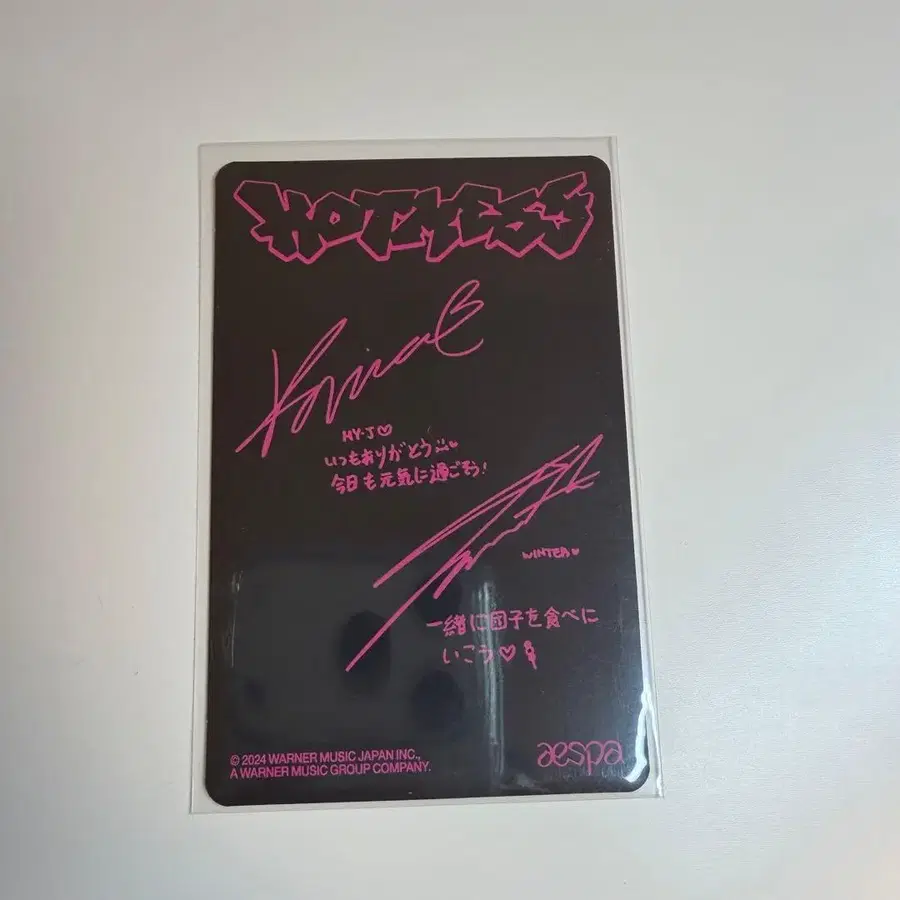 HOT MESS
Karina
MY-J♡
いつもありがとう
今日も元気に過ごそう!
WINTER♥
一緒に団子を食べに
いこう♡
© 2024 WARNER MUSIC JAPAN INC.,
A WARNER MUSIC GROUP COMPANY.
aespa